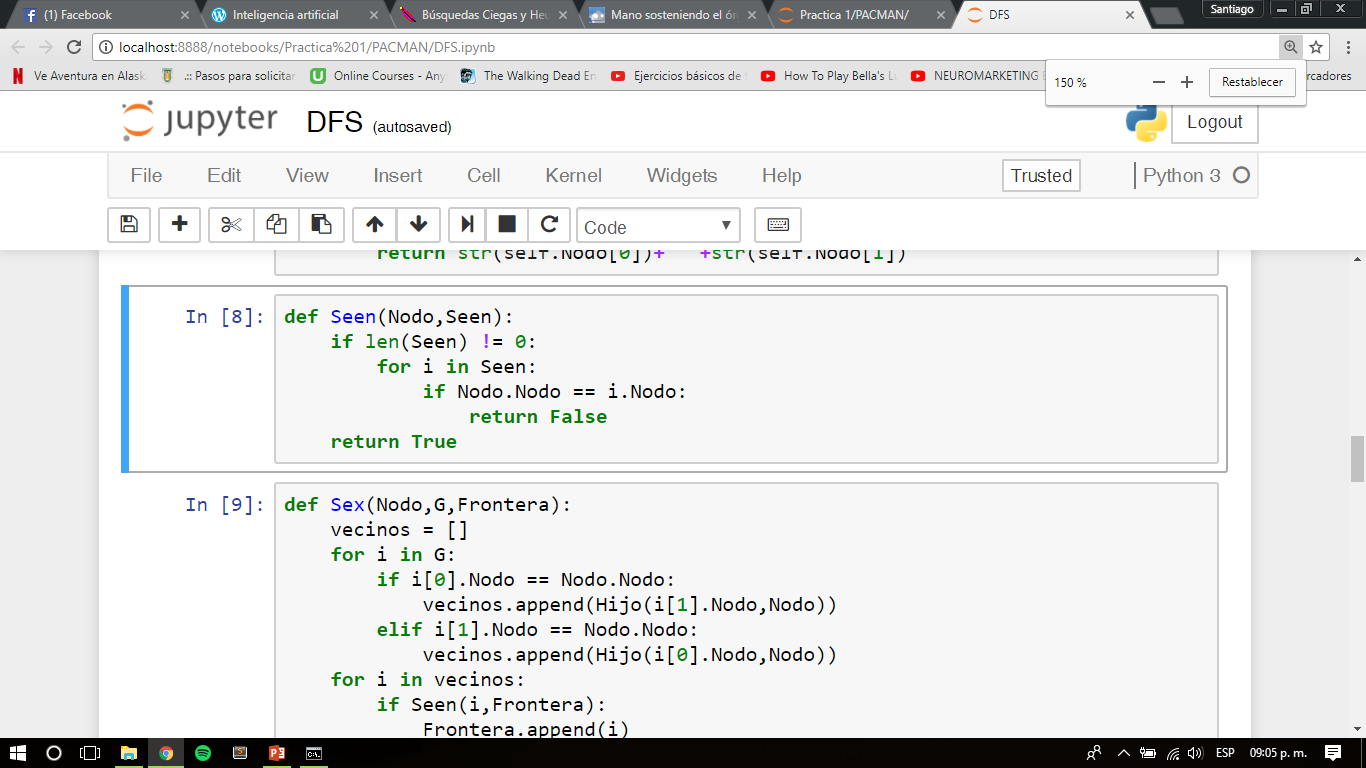 (1) Facebook
Inteligencia artificial
Búsquedas Ciegas y Heu
Mano sosteniendo el ór
Practica 1/PACMAN/
DFS
Santiago
localhost:8888/notebooks/Practica%201/PACMAN/DFS.ipynb
Ve Aventura en Alask
.:: Pasos para solicitar
Online Courses - Any
The Walking Dead En
Ejercicios básicos de
How To Play Bella's Lu
NEUROMARKETING
rcadores
150 %
Restablecer
jupyter
DFS (autosaved)
Logout
File Edit View Insert Cell Kernel Widgets Help
Trusted
Python 3
Code
return str(self.Nodo[0])+ +str(self.Nodo[1])
In [8]:
def Seen(Nodo,Seen):
    if len(Seen) != 0:
        for i in Seen:
            if Nodo.Nodo == i.Nodo:
                return False
    return True
In [9]:
def Sex(Nodo,G,Frontera):
    vecinos = []
    for i in G:
        if i[0].Nodo == Nodo.Nodo:
            vecinos.append(Hijo(i[1].Nodo,Nodo))
        elif i[1].Nodo == Nodo.Nodo:
            vecinos.append(Hijo(i[0].Nodo,Nodo))
    for i in vecinos:
        if Seen(i,Frontera):
            Frontera.append(i)
ESP
09:05 p. m.